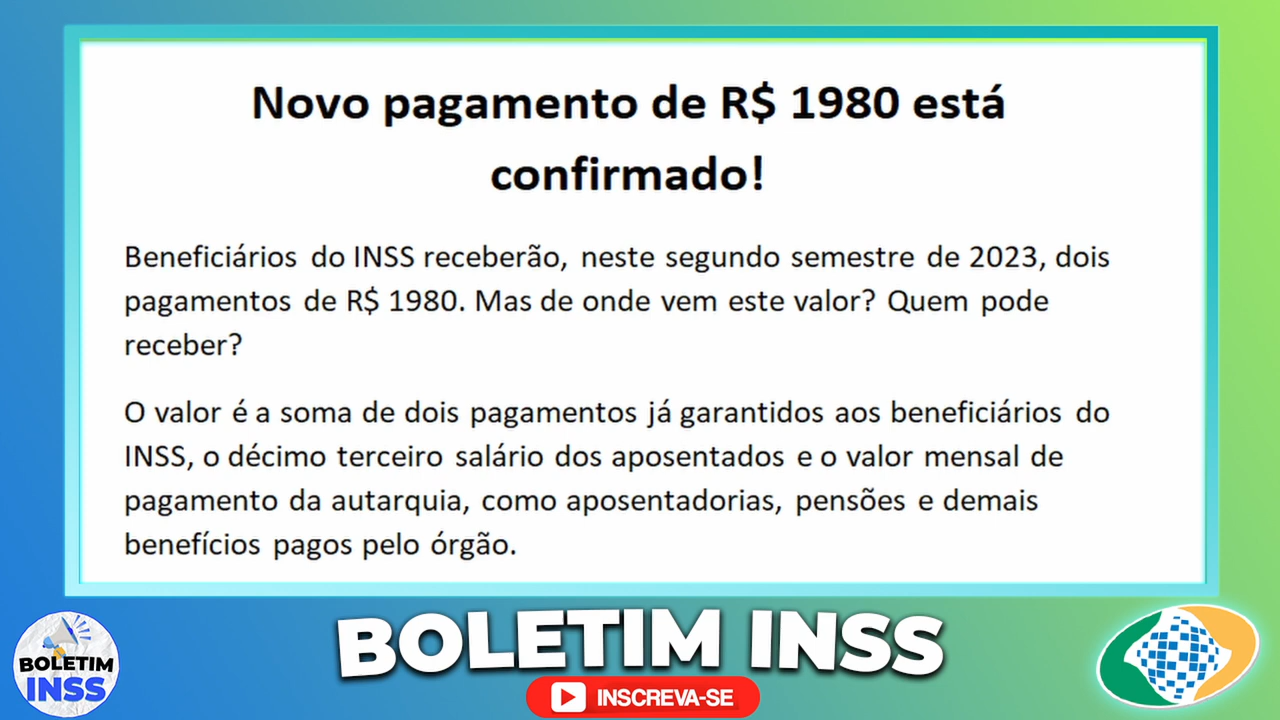 Novo pagamento de R$ 1980 está
confirmado!
Beneficiários do INSS receberão, neste segundo semestre de 2023, dois
pagamentos de R$ 1980. Mas de onde vem este valor? Quem pode
receber?
O valor é a soma de dois pagamentos já garantidos aos beneficiários do
INSS, o décimo terceiro salário dos aposentados e o valor mensal de
pagamento da autarquia, como aposentadorias, pensões e demais
benefícios pagos pelo órgão.
BOLETIM INSS
INSCREVA-SE
BOLETIM
INSS